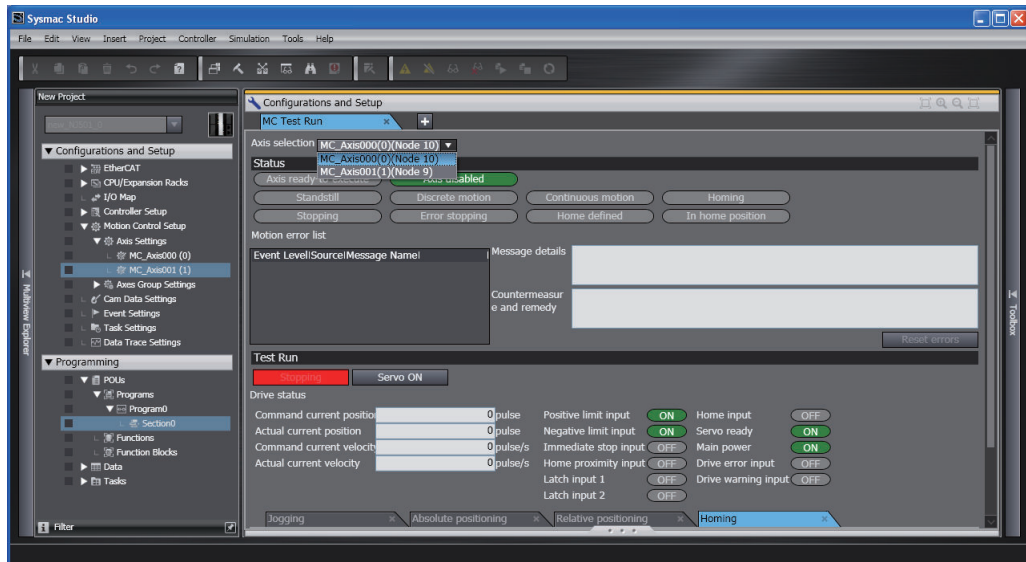 Sysmac Studio
File Edit View Insert Project Controller Simulation Tools Help
New Project
new_NJ501_0
Configurations and Setup
EtherCAT
CPU/Expansion Racks
I/O Map
Controller Setup
Motion Control Setup
Axis Settings
MC_Axis000 (0)
MC_Axis001 (1)
Axes Group Settings
Cam Data Settings
Event Settings
Task Settings
Data Trace Settings
Programming
POUs
Programs
Program0
Section0
Functions
Function Blocks
Data
Tasks
Filter
Multiview Explorer
Configurations and Setup
MC Test Run
Axis selection MC_Axis000(0)(Node 10)
MC_Axis000(0)(Node 10)
MC_Axis001(1)(Node 9)
Status
Axis ready-to-execute Axis disabled
Standstill Discrete motion Continuous motion Homing
Stopping Error stopping Home defined In home position
Motion error list
Event Level|Source|Message Name|
Message details
Countermeasur
e and remedy
Reset errors
Test Run
Stopping Servo ON
Drive status
Command current position 0 pulse Positive limit input ON Home input OFF
Actual current position 0 pulse Negative limit input ON Servo ready ON
Command current velocity 0 pulse/s Immediate stop input OFF Main power ON
Actual current velocity 0 pulse/s Home proximity input OFF Drive error input OFF
Latch input 1 OFF Drive warning input OFF
Latch input 2 OFF
Jogging Absolute positioning Relative positioning Homing
Toolbox